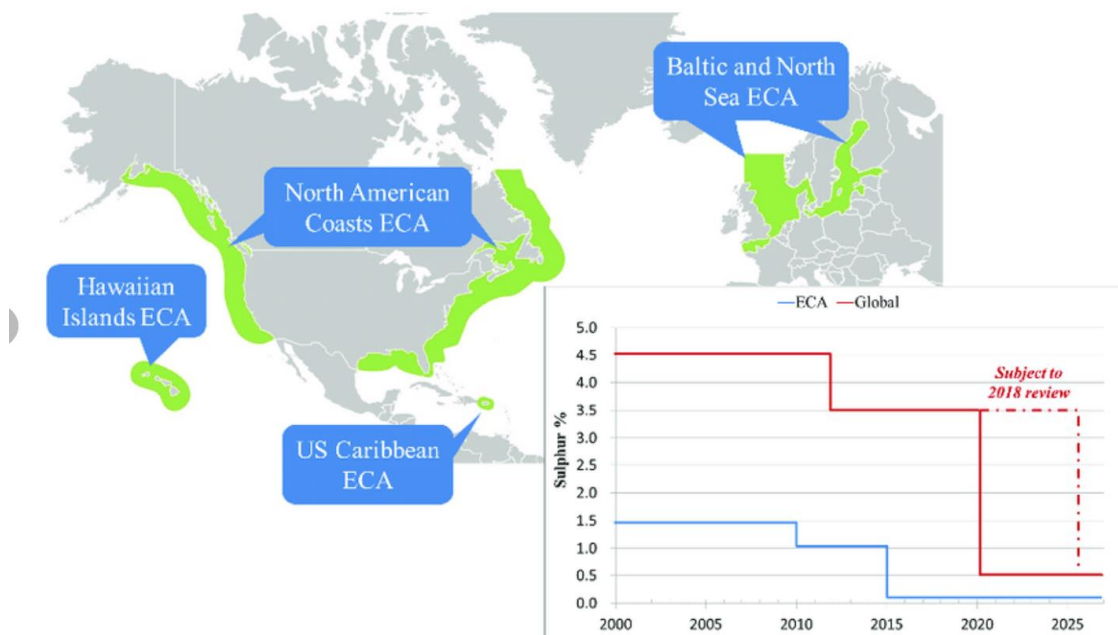 Baltic and North
Sea ECA
North American
Coasts ECA
Hawaiian
Islands ECA
US Caribbean
ECA
ECA
Global
Subject to
2018 review
Sulphur %
5.0
4.5
4.0
3.5
3.0
2.5
2.0
1.5
1.0
0.5
0.0
2000
2005
2010
2015
2020
2025